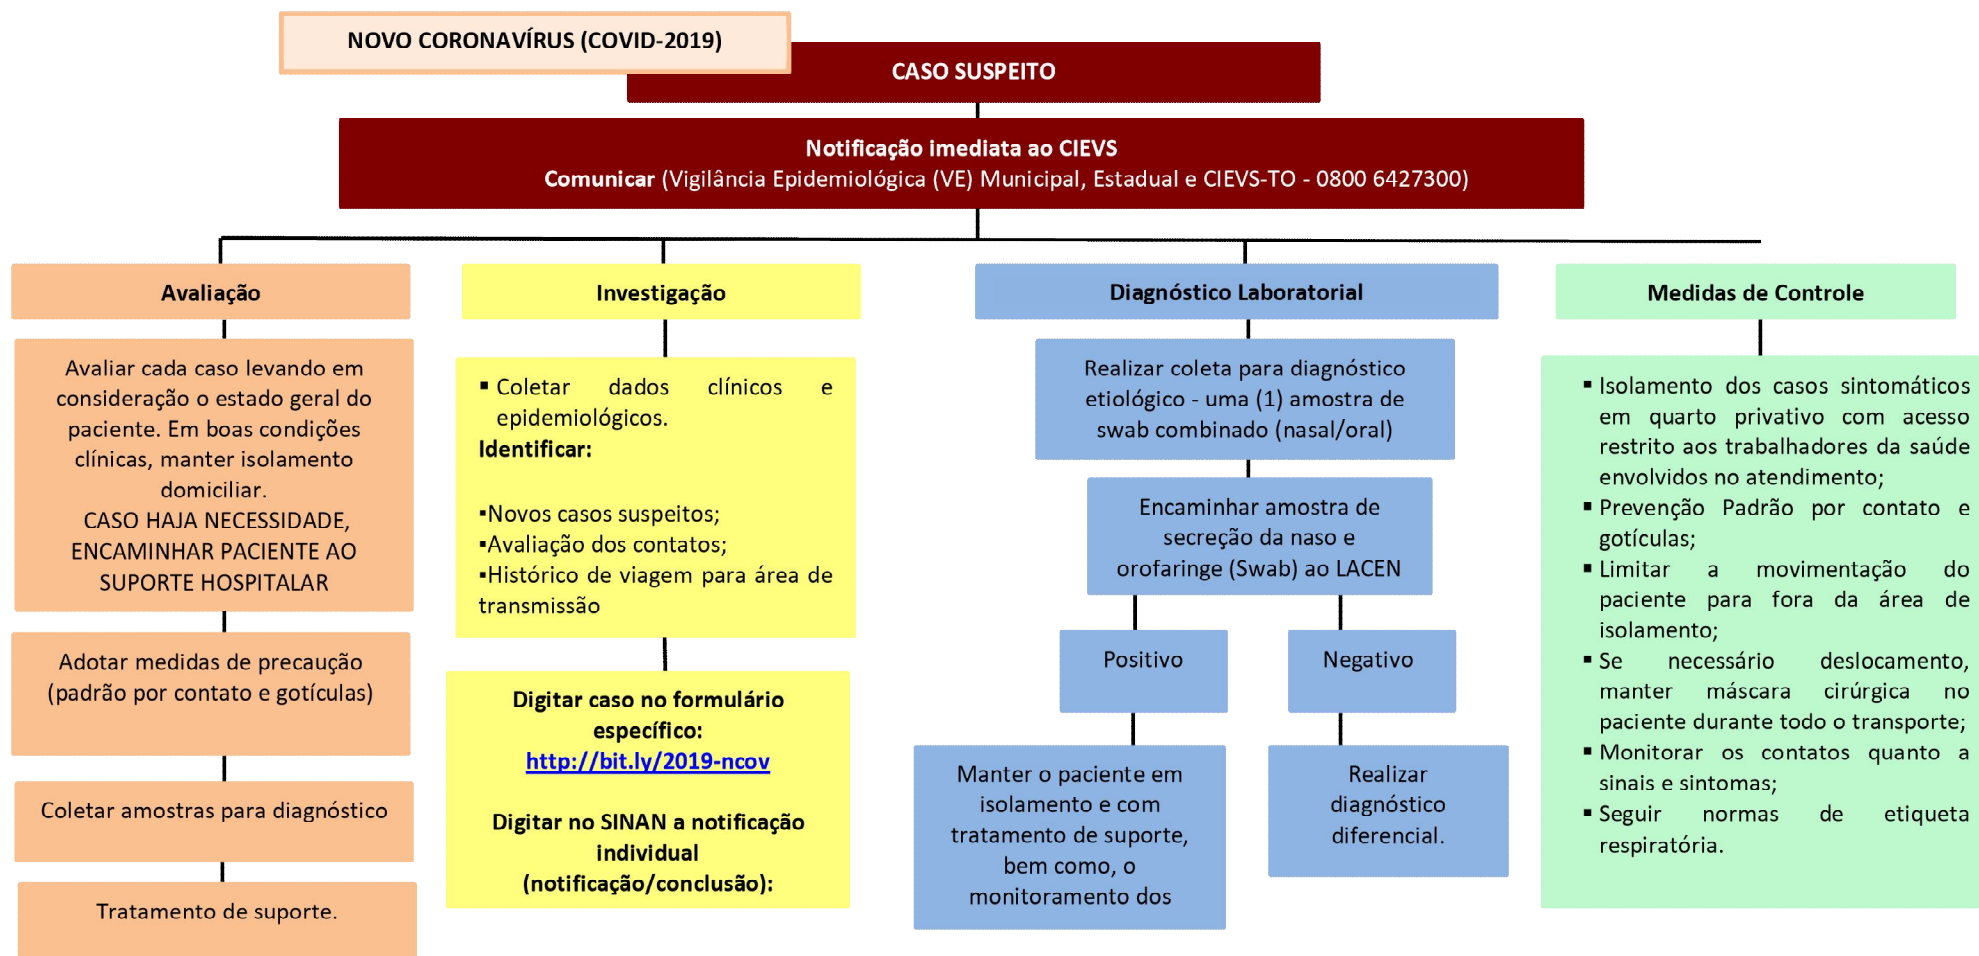 NOVO CORONAVÍRUS (COVID-2019)
CASO SUSPEITO
Notificação imediata ao CIEVS
Comunicar (Vigilância Epidemiológica (VE) Municipal, Estadual e CIEVS-TO - 0800 6427300)
Avaliação
Avaliar cada caso levando em
consideração o estado geral do
paciente. Em boas condições
clínicas, manter isolamento
domiciliar.
CASO HAJA NECESSIDADE,
ENCAMINHAR PACIENTE AO
SUPORTE HOSPITALAR
Adotar medidas de precaução
(padrão por contato e gotículas)
Coletar amostras para diagnóstico
Tratamento de suporte.
Investigação
▪ Coletar dados clínicos e
epidemiológicos.
Identificar:
▪Novos casos suspeitos;
▪Avaliação dos contatos;
▪Histórico de viagem para área de
transmissão
Digitar caso no formulário
específico:
http://bit.ly/2019-ncov
Digitar no SINAN a notificação
individual
(notificação/conclusão):
Diagnóstico Laboratorial
Realizar coleta para diagnóstico
etiológico - uma (1) amostra de
swab combinado (nasal/oral)
Encaminhar amostra de
secreção da naso e
orofaringe (Swab) ao LACEN
Positivo
Negativo
Manter o paciente em
isolamento e com
tratamento de suporte,
bem como, o
monitoramento dos
Realizar
diagnóstico
diferencial.
Medidas de Controle
▪ Isolamento dos casos sintomáticos
em quarto privativo com acesso
restrito aos trabalhadores da saúde
envolvidos no atendimento;
▪ Prevenção Padrão por contato e
gotículas;
▪ Limitar a movimentação do
paciente para fora da área de
isolamento;
▪ Se necessário deslocamento,
manter máscara cirúrgica no
paciente durante todo o transporte;
▪ Monitorar os contatos quanto a
sinais e sintomas;
▪ Seguir normas de etiqueta
respiratória.